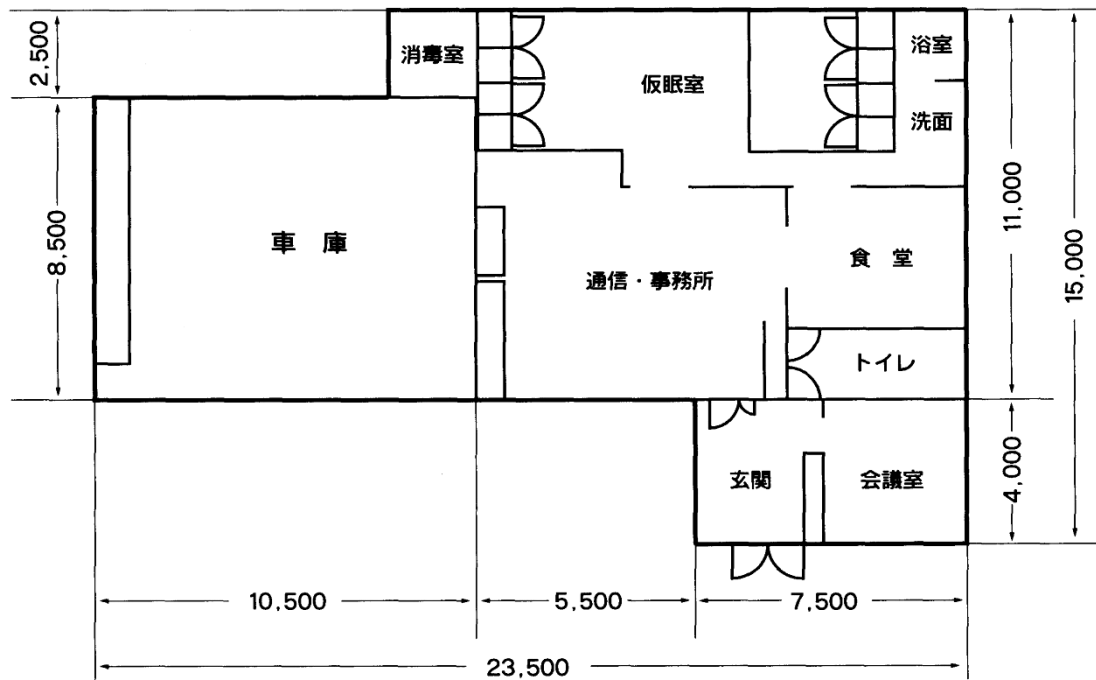 2,500
消毒室
仮眠室
浴室
洗面
8,500
車庫
通信・事務所
食堂
トイレ
11,000
15,000
玄関
会議室
4,000
10,500
5,500
7,500
23,500